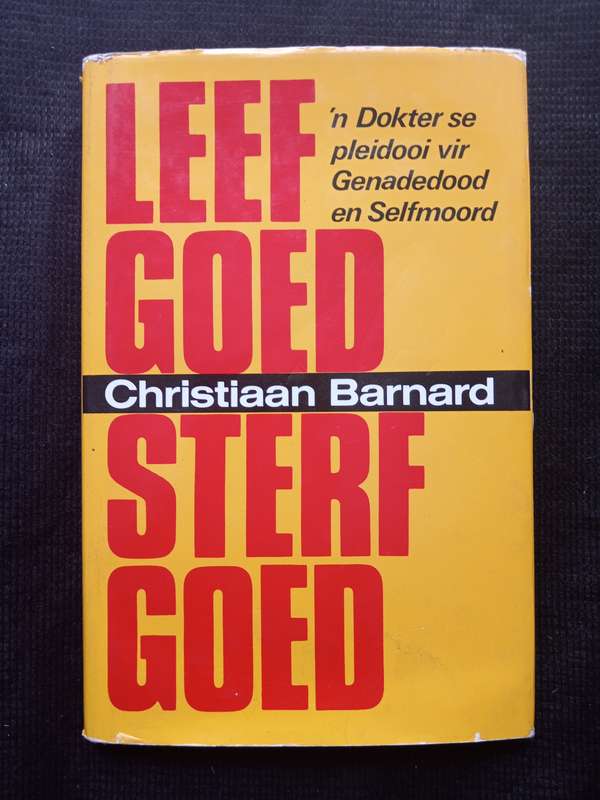 LEEF
'n Dokter se
pleidooi vir
Genadedood
en Selfmoord
GOED
Christiaan Barnard
STERF
GOED